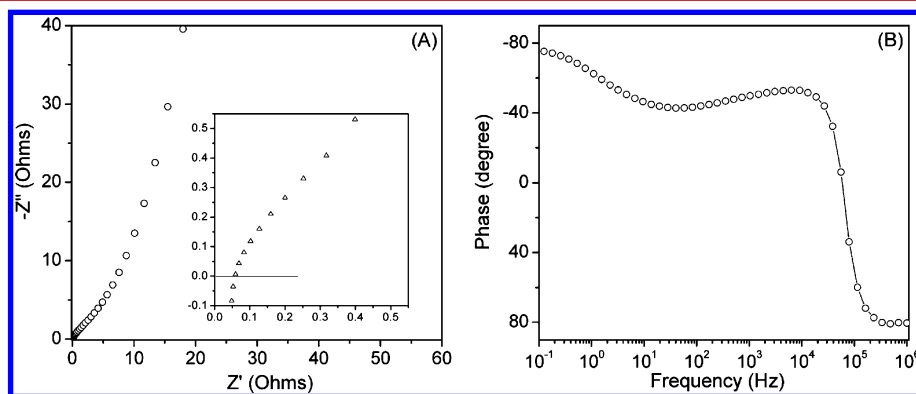 (A)
-Z'' (Ohms)
40
30
20
10
0
0 10 20 30 40 50 60
Z' (Ohms)
0.5
0.4
0.3
0.2
0.1
0.0
-0.1
0.0 0.1 0.2 0.3 0.4 0.5
(B)
Phase (degree)
-80
-40
0
40
80
10⁻¹ 10⁰ 10¹ 10² 10³ 10⁴ 10⁵ 10⁶
Frequency (Hz)